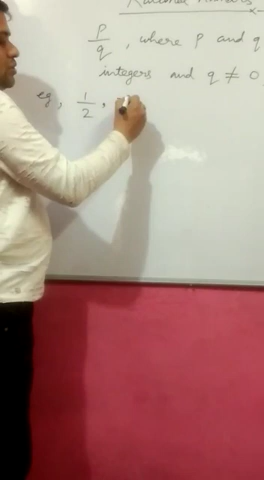 p/q, where p and q
integers and q ≠ 0
eg, 1/2,